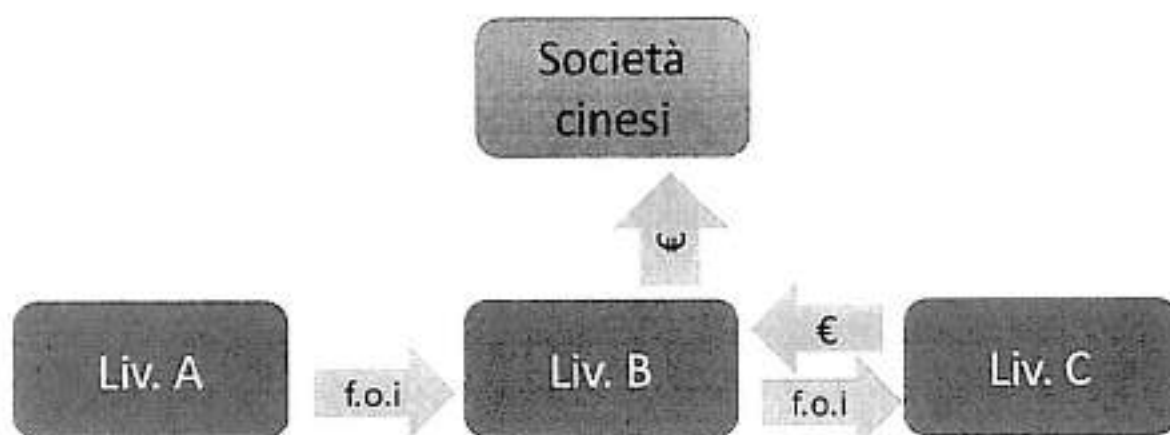 Società
cinesi
€
€
Liv. A
f.o.i
Liv. B
f.o.i
Liv. C